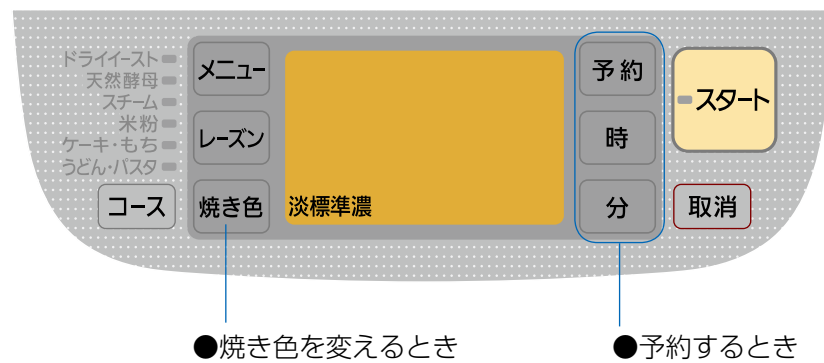 ドライイースト
天然酵母
スチーム
米粉
ケーキ・もち
うどん・パスタ
コース
メニュー
レーズン
焼き色
淡標準濃
予約
時
分
スタート
取消
●焼き色を変えるとき
●予約するとき